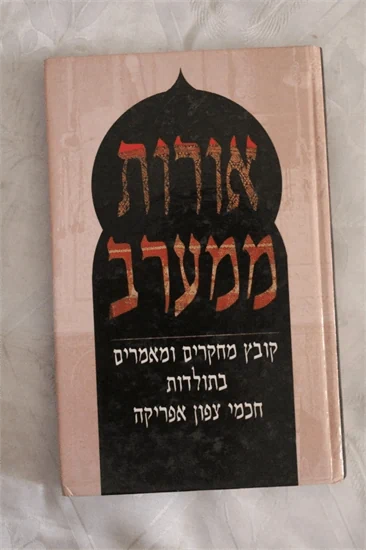 אורות
ממערב
קובץ מחקרים ומאמרים
בתולדות
חכמי צפון אפריקה